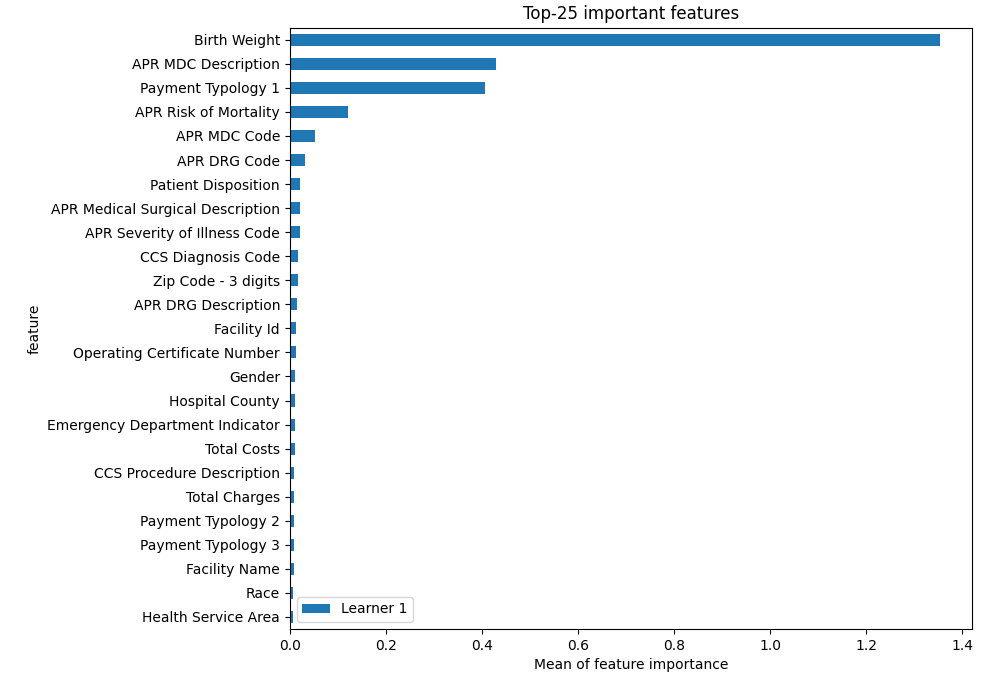 Top-25 important features
Birth Weight
APR MDC Description
Payment Typology 1
APR Risk of Mortality
APR MDC Code
APR DRG Code
Patient Disposition
APR Medical Surgical Description
APR Severity of Illness Code
CCS Diagnosis Code
Zip Code - 3 digits
APR DRG Description
Facility Id
Operating Certificate Number
Gender
Hospital County
Emergency Department Indicator
Total Costs
CCS Procedure Description
Total Charges
Payment Typology 2
Payment Typology 3
Facility Name
Race
Health Service Area
feature
Learner 1
0.0 0.2 0.4 0.6 0.8 1.0 1.2 1.4
Mean of feature importance